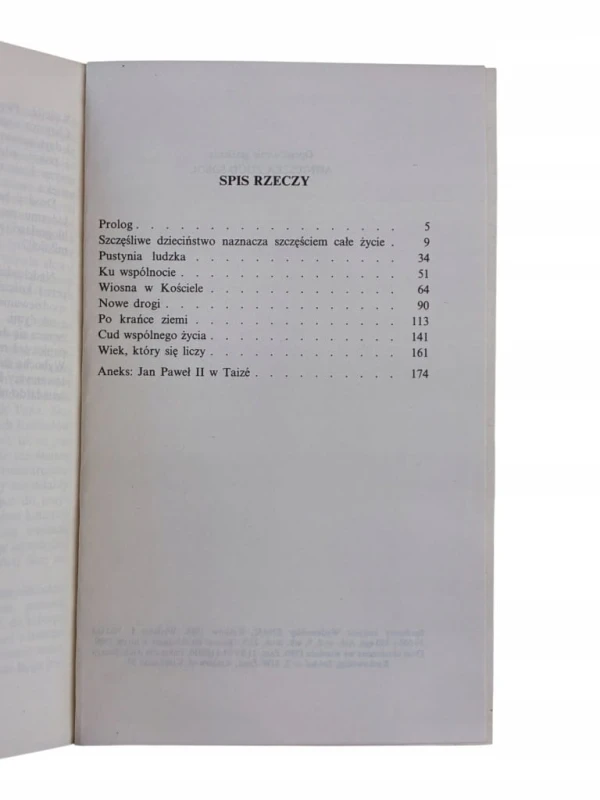 SPIS RZECZY
Prolog . . . . . . . . . . . . . . . . 5
Szczęśliwe dzieciństwo naznacza szczęściem całe życie . 9
Pustynia ludzka . . . . . . . . . . . . . 34
Ku wspólnocie . . . . . . . . . . . . . 51
Wiosna w Kościele . . . . . . . . . . . . 64
Nowe drogi . . . . . . . . . . . . . . 90
Po krańce ziemi . . . . . . . . . . . . 113
Cud wspólnego życia . . . . . . . . . . . 141
Wiek, który się liczy . . . . . . . . . . . 161
Aneks: Jan Paweł II w Taizé . . . . . . . . . 174